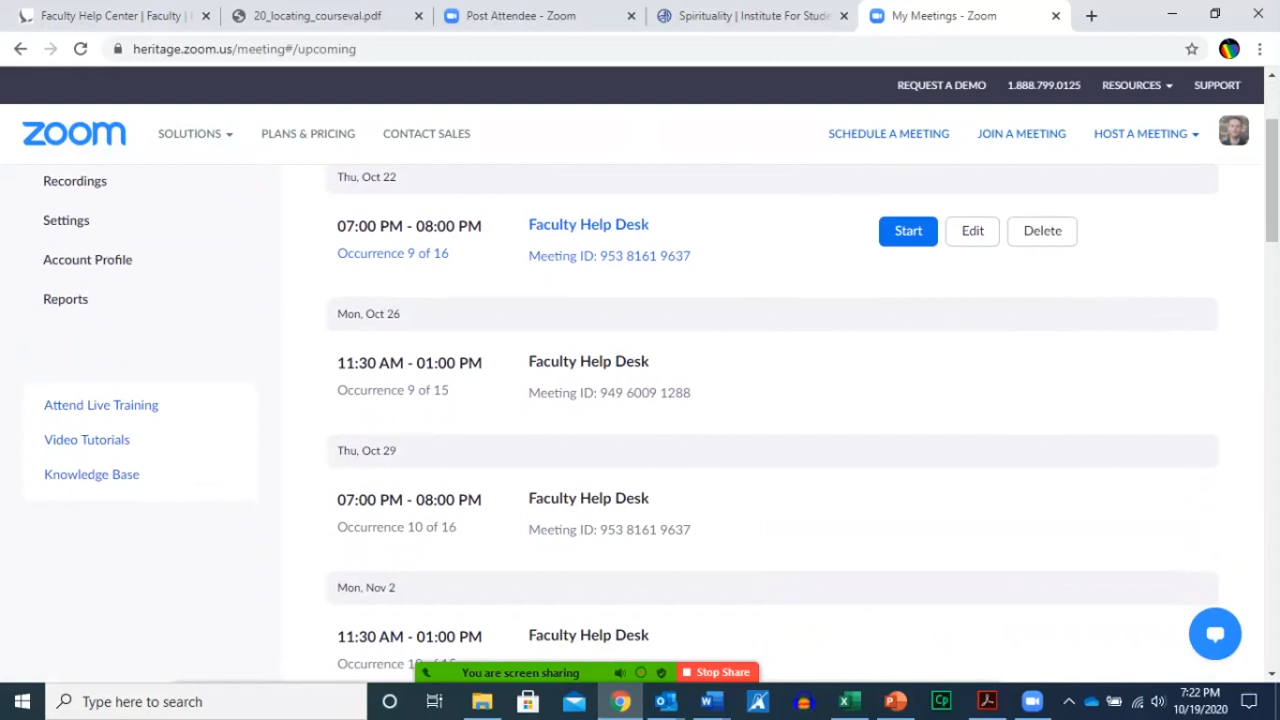 Faculty Help Center | Faculty |
20_locating_courseval.pdf
Post Attendee - Zoom
Spirituality | Institute For Stude
My Meetings - Zoom
heritage.zoom.us/meeting#/upcoming
REQUEST A DEMO 1.888.799.0125 RESOURCES SUPPORT
zoom SOLUTIONS PLANS & PRICING CONTACT SALES SCHEDULE A MEETING JOIN A MEETING HOST A MEETING
Recordings
Settings
Account Profile
Reports
Attend Live Training
Video Tutorials
Knowledge Base
Thu, Oct 22
07:00 PM - 08:00 PM Faculty Help Desk Start Edit Delete
Occurrence 9 of 16 Meeting ID: 953 8161 9637
Mon, Oct 26
11:30 AM - 01:00 PM Faculty Help Desk
Occurrence 9 of 15 Meeting ID: 949 6009 1288
Thu, Oct 29
07:00 PM - 08:00 PM Faculty Help Desk
Occurrence 10 of 16 Meeting ID: 953 8161 9637
Mon, Nov 2
11:30 AM - 01:00 PM Faculty Help Desk
Occurrence
You are screen sharing Stop Share
Type here to search
7:22 PM
10/19/2020